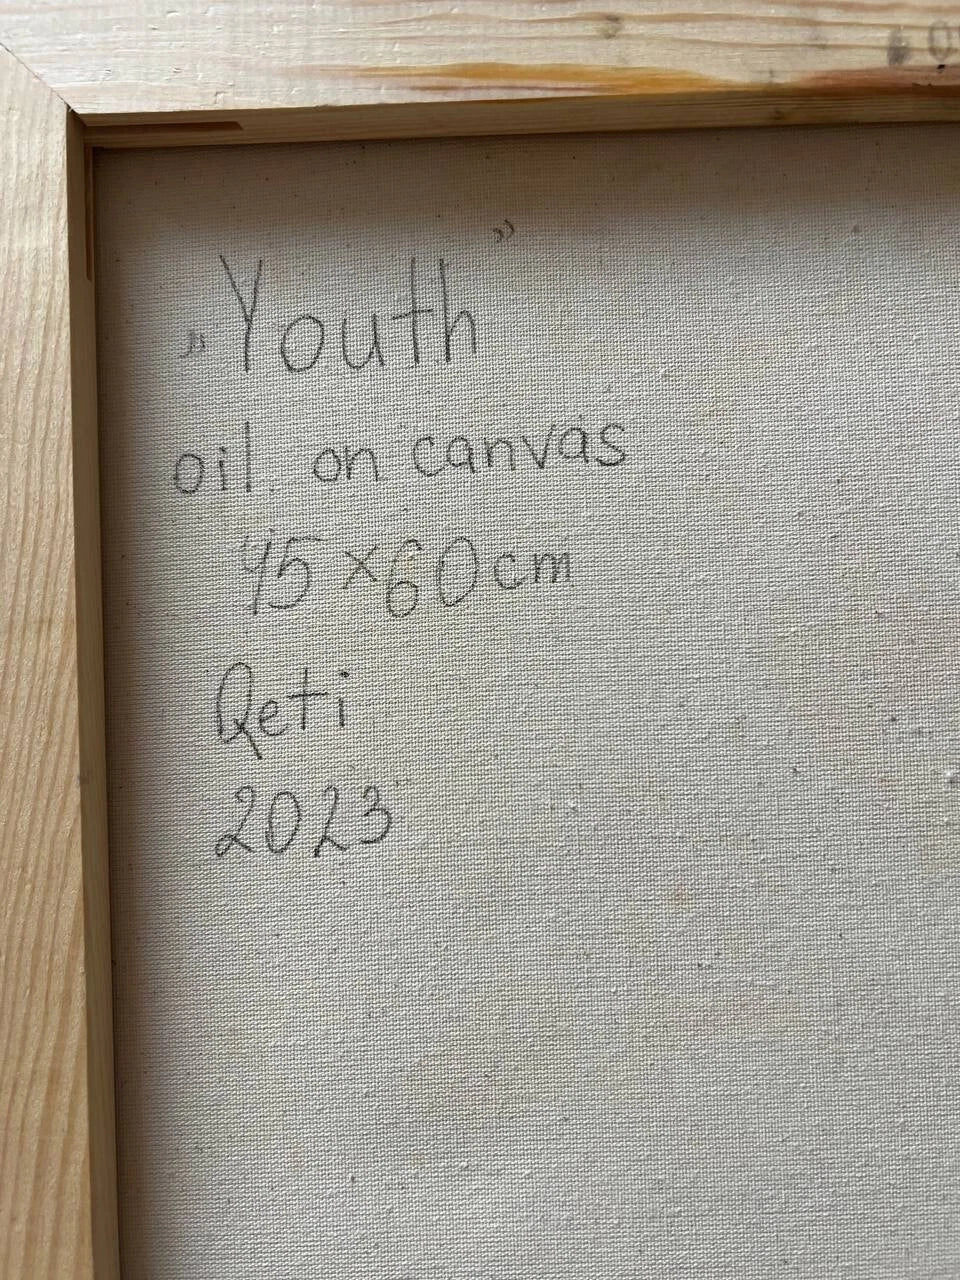 „Youth”
oil on canvas
45×60cm
Qeti
2023